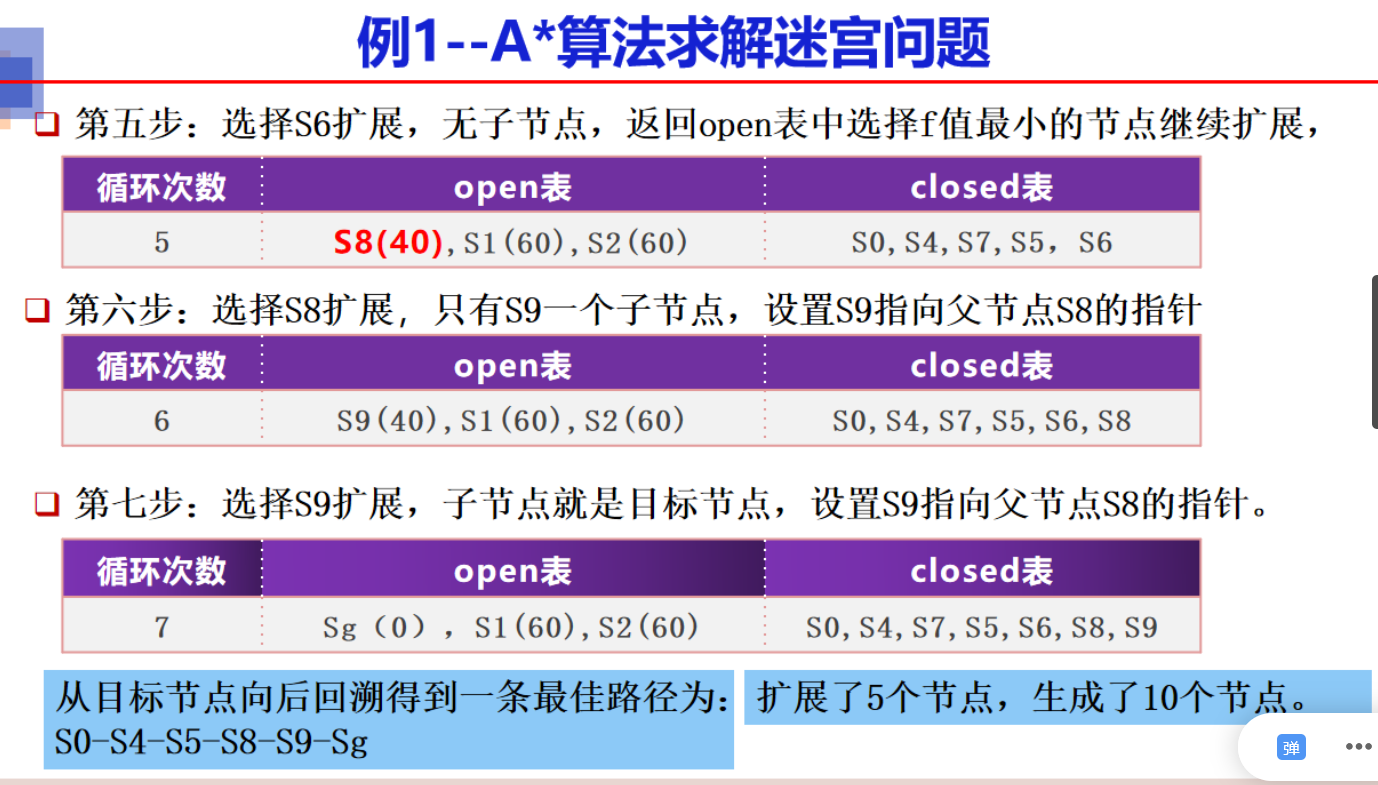 例1--A*算法求解迷宫问题
第五步：选择S6扩展，无子节点，返回open表中选择f值最小的节点继续扩展，
循环次数 open表 closed表
5 S8(40),S1(60),S2(60) S0,S4,S7,S5，S6
第六步：选择S8扩展，只有S9一个子节点，设置S9指向父节点S8的指针
循环次数 open表 closed表
6 S9(40),S1(60),S2(60) S0,S4,S7,S5,S6,S8
第七步：选择S9扩展，子节点就是目标节点，设置S9指向父节点S8的指针。
循环次数 open表 closed表
7 Sg（0），S1(60),S2(60) S0,S4,S7,S5,S6,S8,S9
从目标节点向后回溯得到一条最佳路径为：
S0-S4-S5-S8-S9-Sg
扩展了5个节点，生成了10个节点。
弹